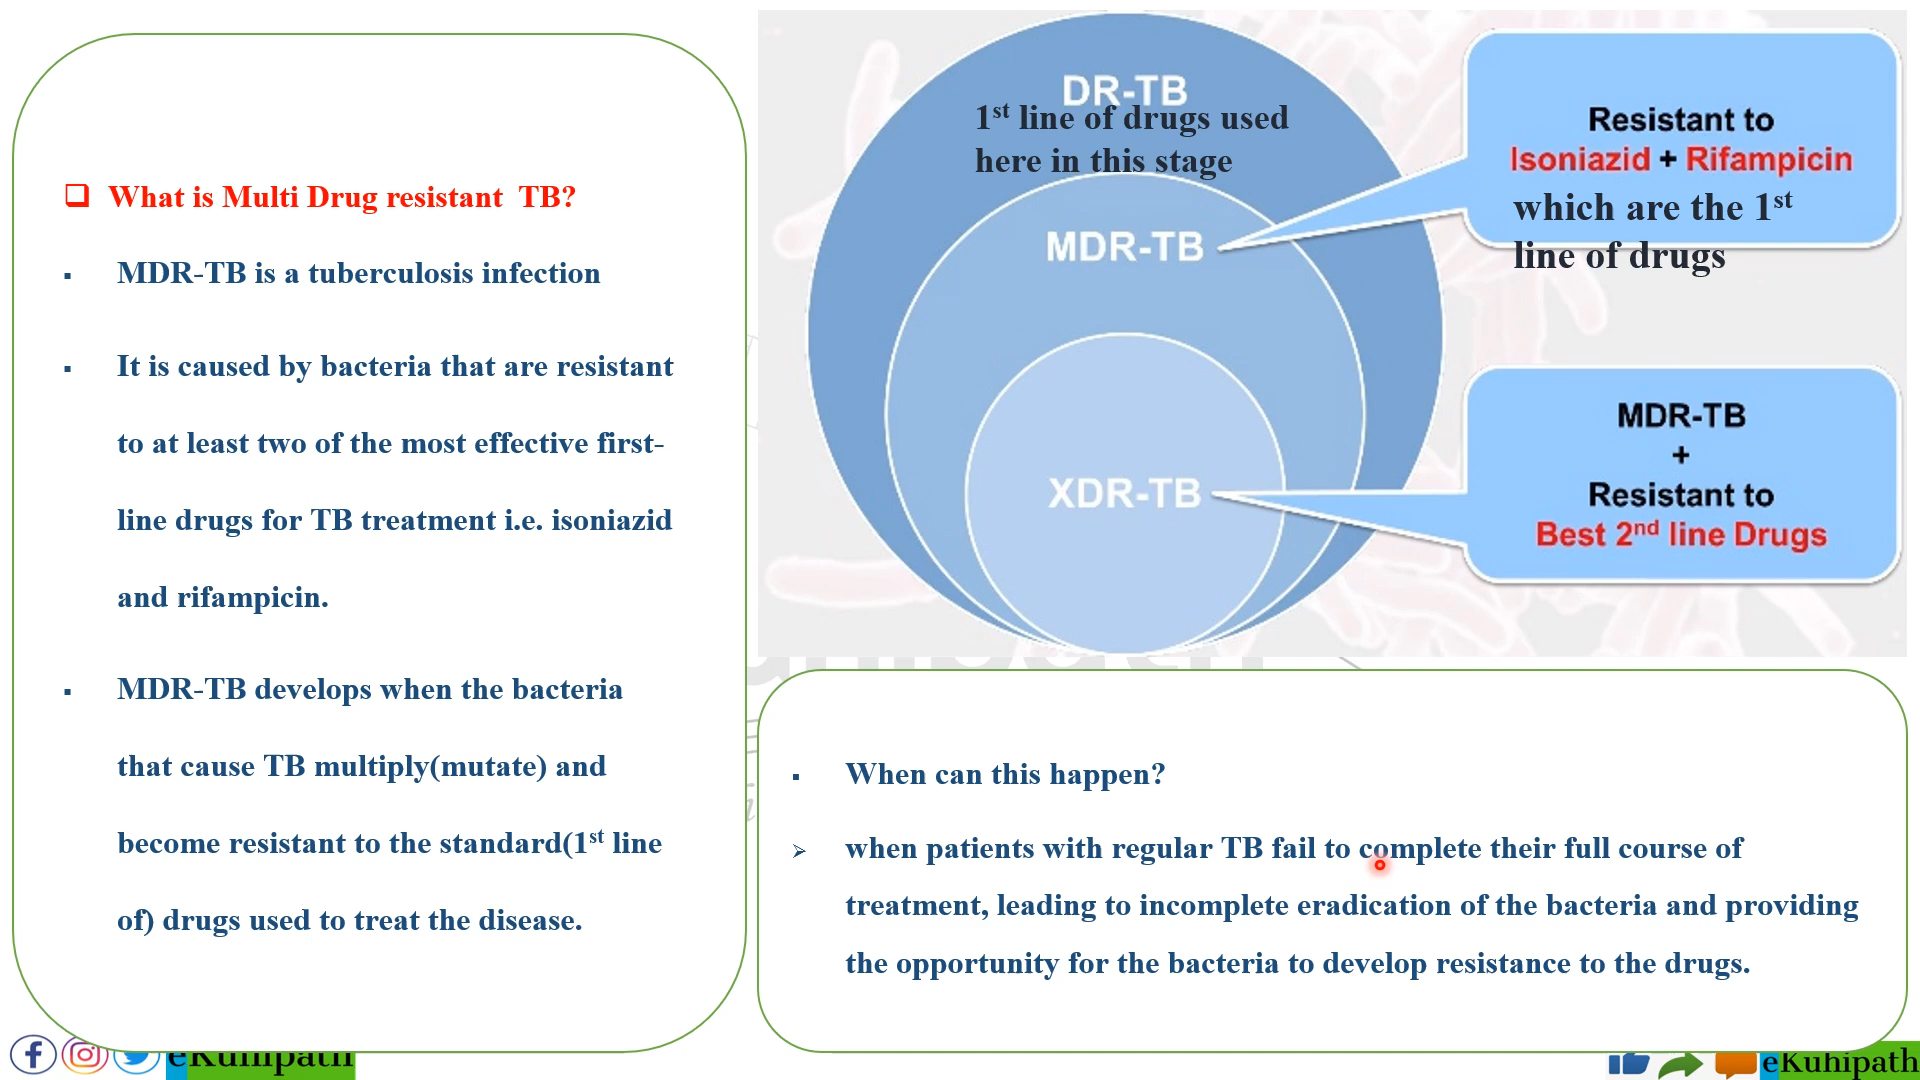 What is Multi Drug resistant TB?
MDR-TB is a tuberculosis infection
It is caused by bacteria that are resistant
to at least two of the most effective first-
line drugs for TB treatment i.e. isoniazid
and rifampicin.
MDR-TB develops when the bacteria
that cause TB multiply(mutate) and
become resistant to the standard(1st line
of) drugs used to treat the disease.
DR-TB
1st line of drugs used
here in this stage
MDR-TB
XDR-TB
Resistant to
Isoniazid + Rifampicin
which are the 1st
line of drugs
MDR-TB
+
Resistant to
Best 2nd line Drugs
When can this happen?
when patients with regular TB fail to complete their full course of
treatment, leading to incomplete eradication of the bacteria and providing
the opportunity for the bacteria to develop resistance to the drugs.
eKuhipath
eKuhipath